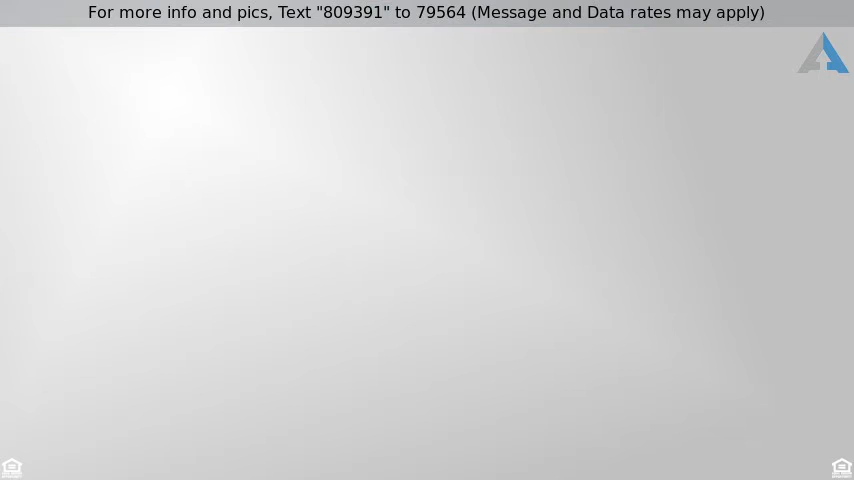 For more info and pics, Text "809391" to 79564 (Message and Data rates may apply)